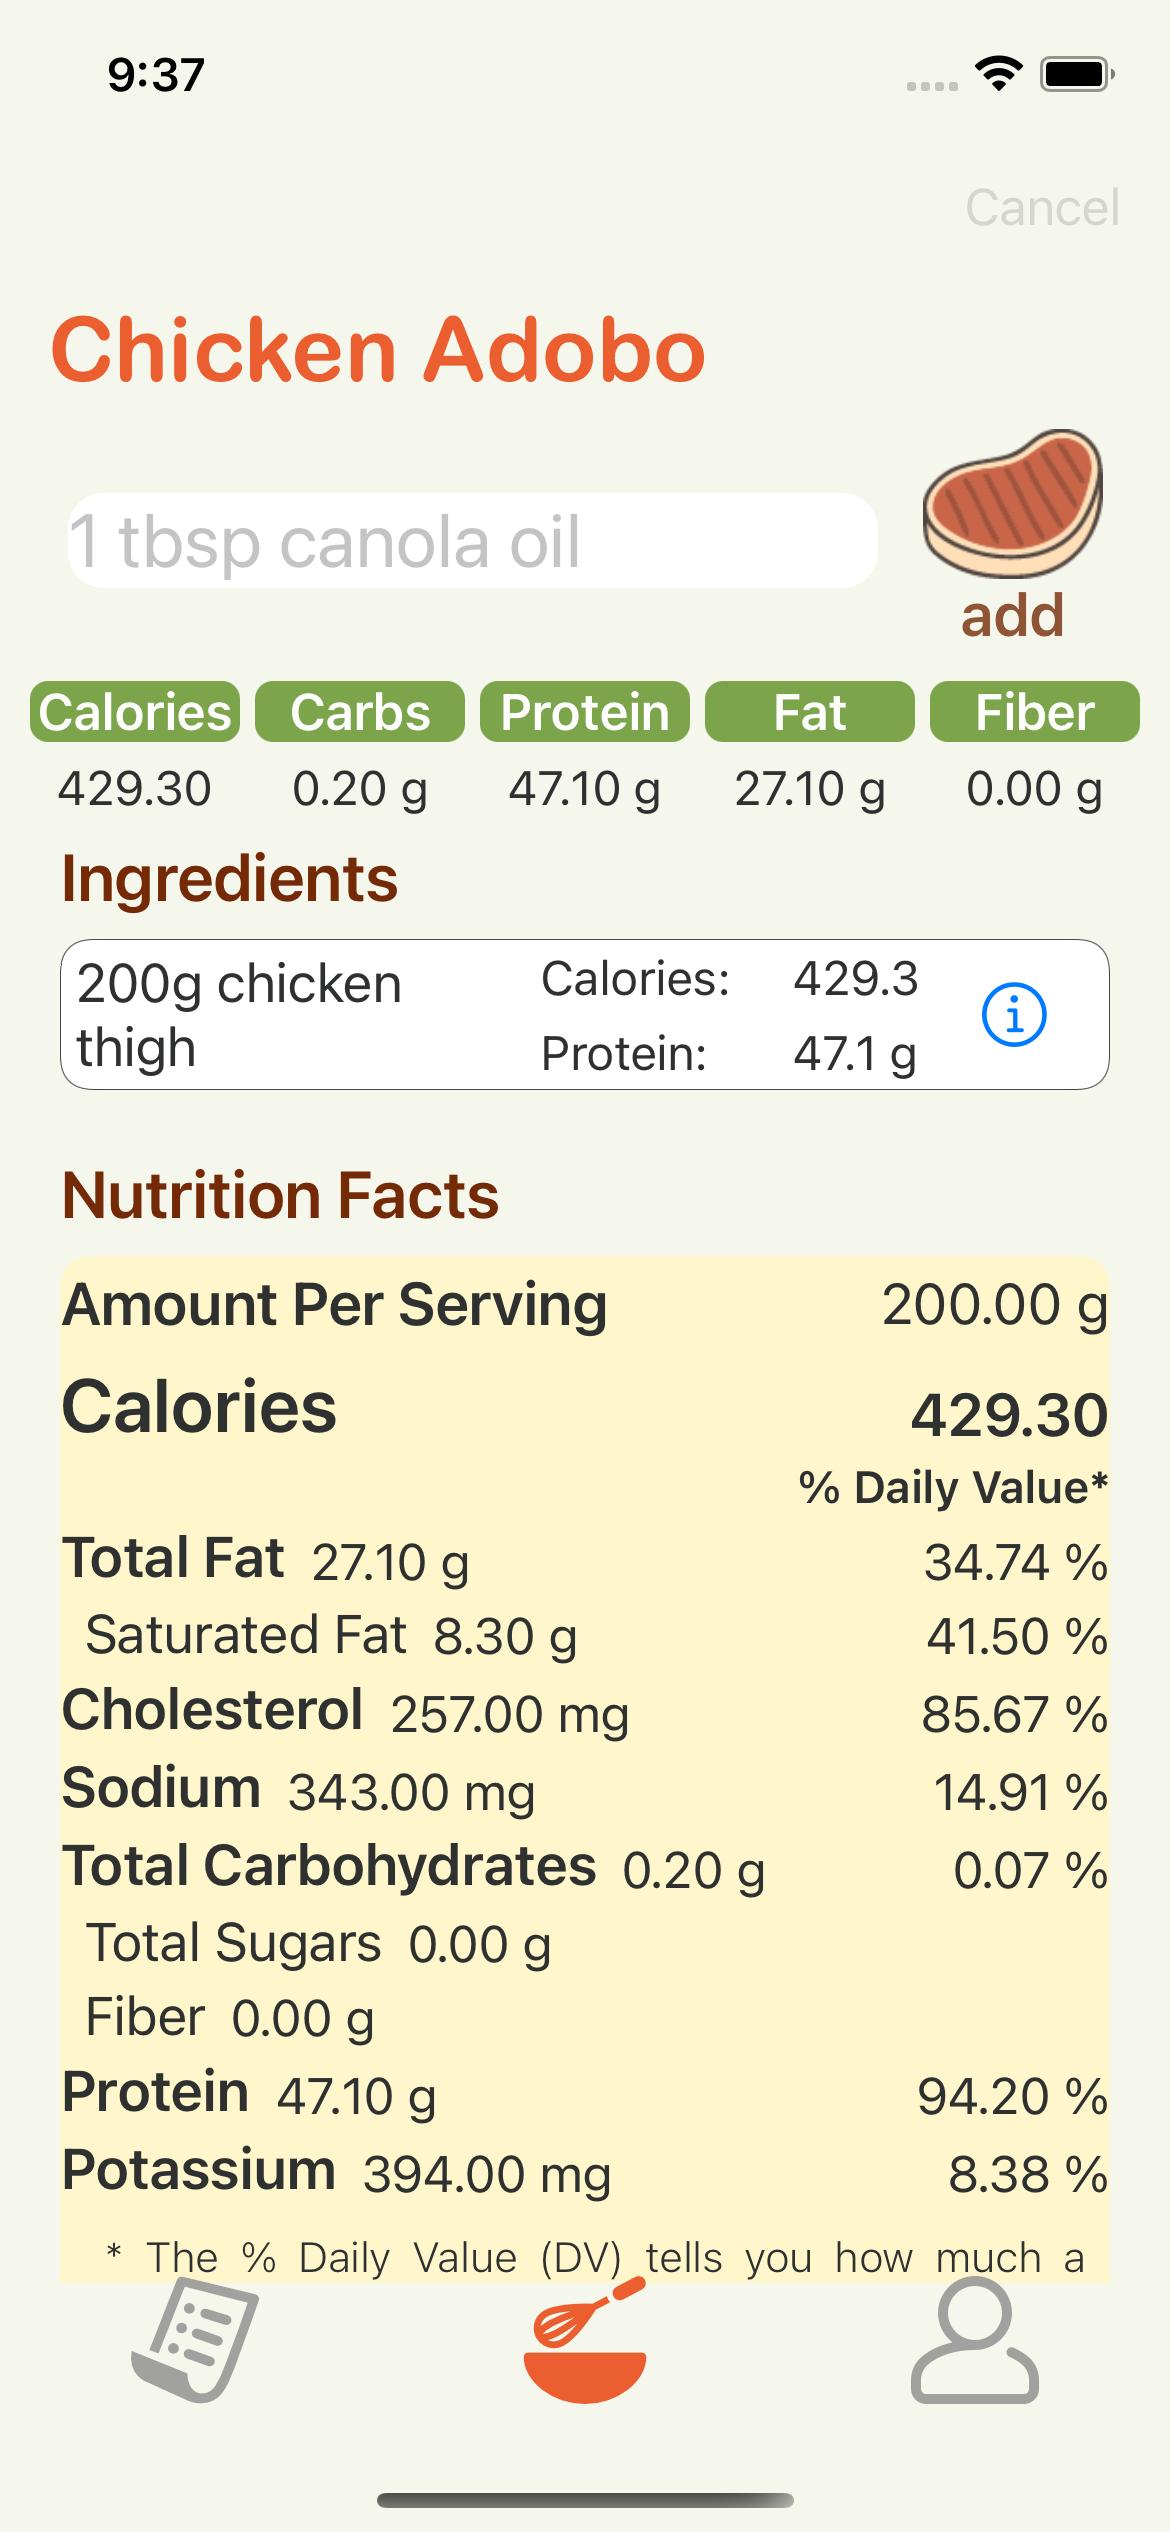 9:37
Cancel
Chicken Adobo
1 tbsp canola oil
add
Calories Carbs Protein Fat Fiber
429.30 0.20 g 47.10 g 27.10 g 0.00 g
Ingredients
200g chicken thigh
Calories: 429.3
Protein: 47.1 g
Nutrition Facts
Amount Per Serving 200.00 g
Calories 429.30
% Daily Value*
Total Fat 27.10 g 34.74 %
Saturated Fat 8.30 g 41.50 %
Cholesterol 257.00 mg 85.67 %
Sodium 343.00 mg 14.91 %
Total Carbohydrates 0.20 g 0.07 %
Total Sugars 0.00 g
Fiber 0.00 g
Protein 47.10 g 94.20 %
Potassium 394.00 mg 8.38 %
* The % Daily Value (DV) tells you how much a